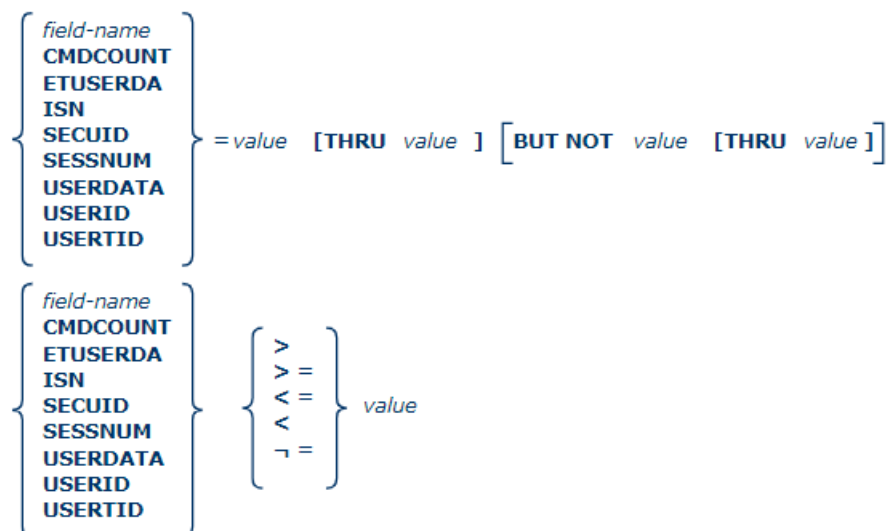 field-name
CMDCOUNT
ETUSERDA
ISN
SECUID
SESSNUM
USERDATA
USERID
USERTID
= value [THRU value ] [BUT NOT value [THRU value ]]
field-name
CMDCOUNT
ETUSERDA
ISN
SECUID
SESSNUM
USERDATA
USERID
USERTID
>
> =
< =
<
¬ =
value